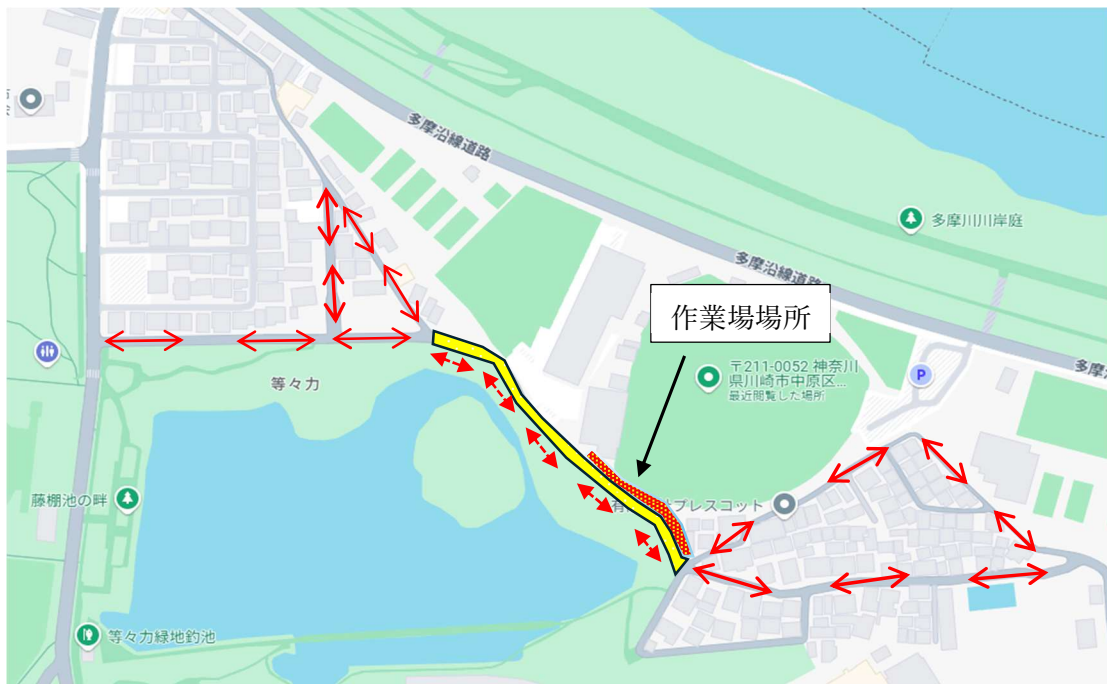 多摩沿線道路
多摩川川岸庭
多摩沿線道路
作業場場所
〒211-0052 神奈川
県川崎市中原区...
最近閲覧した場所
P
等々力
藤棚池の畔
プレスコット
等々力緑地釣池